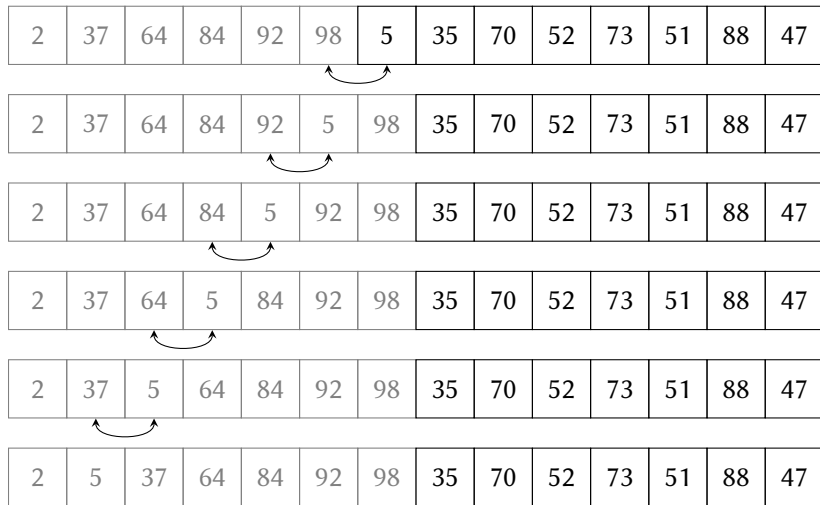 2 37 64 84 92 98 5 35 70 52 73 51 88 47
2 37 64 84 92 5 98 35 70 52 73 51 88 47
2 37 64 84 5 92 98 35 70 52 73 51 88 47
2 37 64 5 84 92 98 35 70 52 73 51 88 47
2 37 5 64 84 92 98 35 70 52 73 51 88 47
2 5 37 64 84 92 98 35 70 52 73 51 88 47